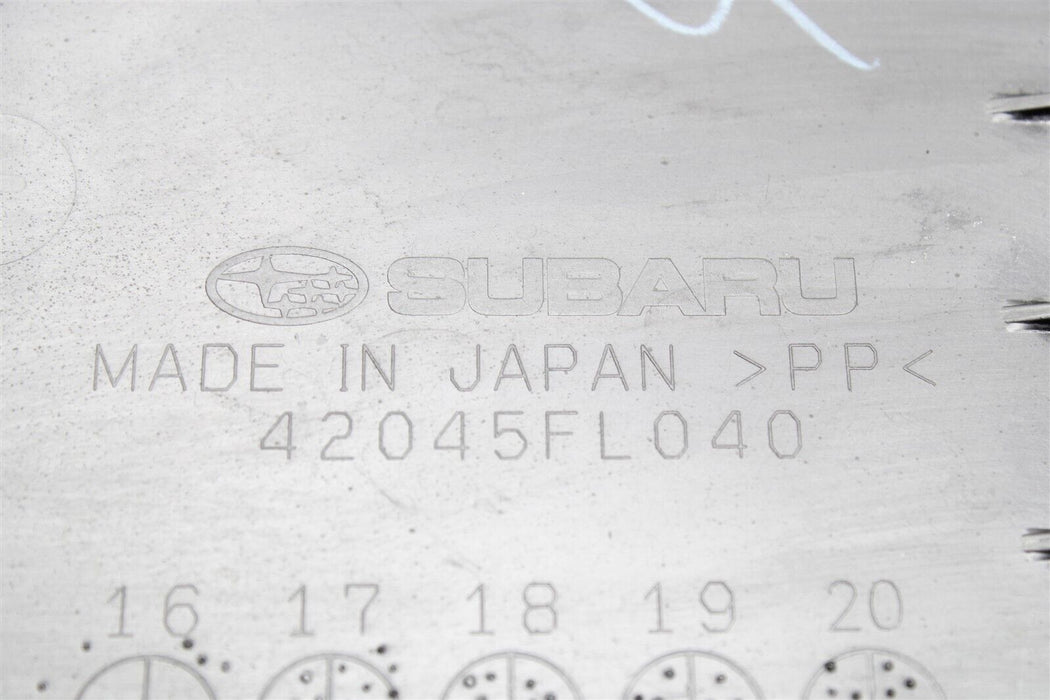 SUBARU
MADE IN JAPAN >PP<
42045FL040
16 17 18 19 20